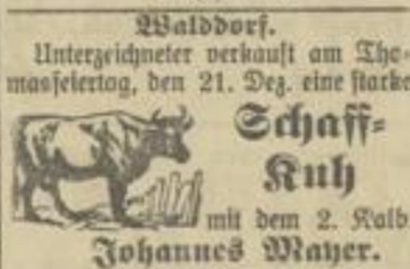 Walddorf.
Unterzeichneter verkauft am Tho-
masfeiertag, den 21. Dez. eine starke
Schaff-
Kuh
mit dem 2. Kalb
Johannes Mayer.